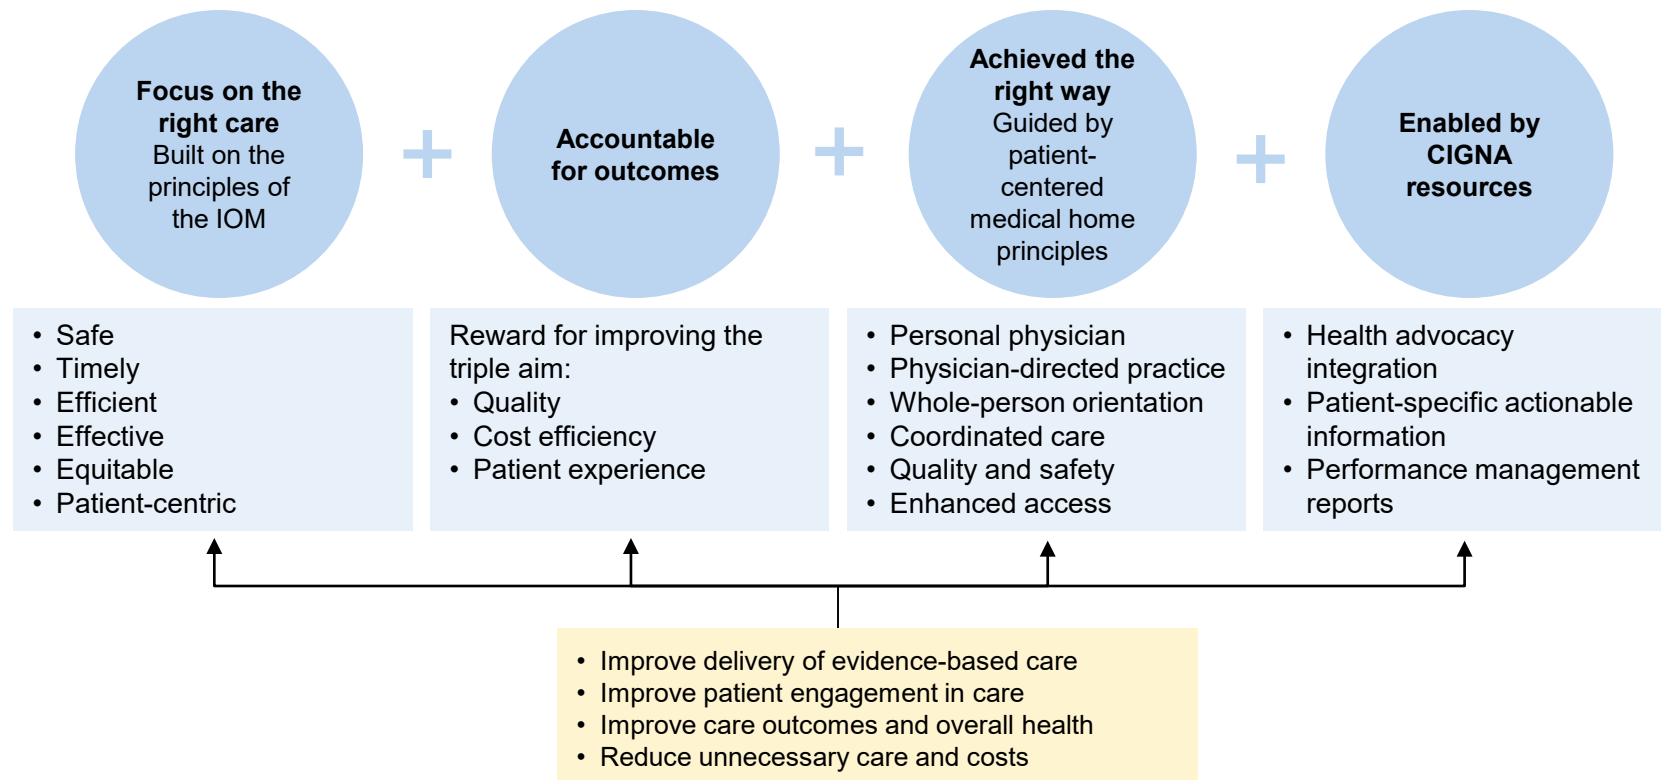 Focus on the
right care
Built on the
principles of
the IOM
Accountable
for outcomes
Achieved the
right way
Guided by
patient-
centered
medical home
principles
Enabled by
CIGNA
resources
• Safe
• Timely
• Efficient
• Effective
• Equitable
• Patient-centric
Reward for improving the
triple aim:
• Quality
• Cost efficiency
• Patient experience
• Personal physician
• Physician-directed practice
• Whole-person orientation
• Coordinated care
• Quality and safety
• Enhanced access
• Health advocacy
integration
• Patient-specific actionable
information
• Performance management
reports
• Improve delivery of evidence-based care
• Improve patient engagement in care
• Improve care outcomes and overall health
• Reduce unnecessary care and costs